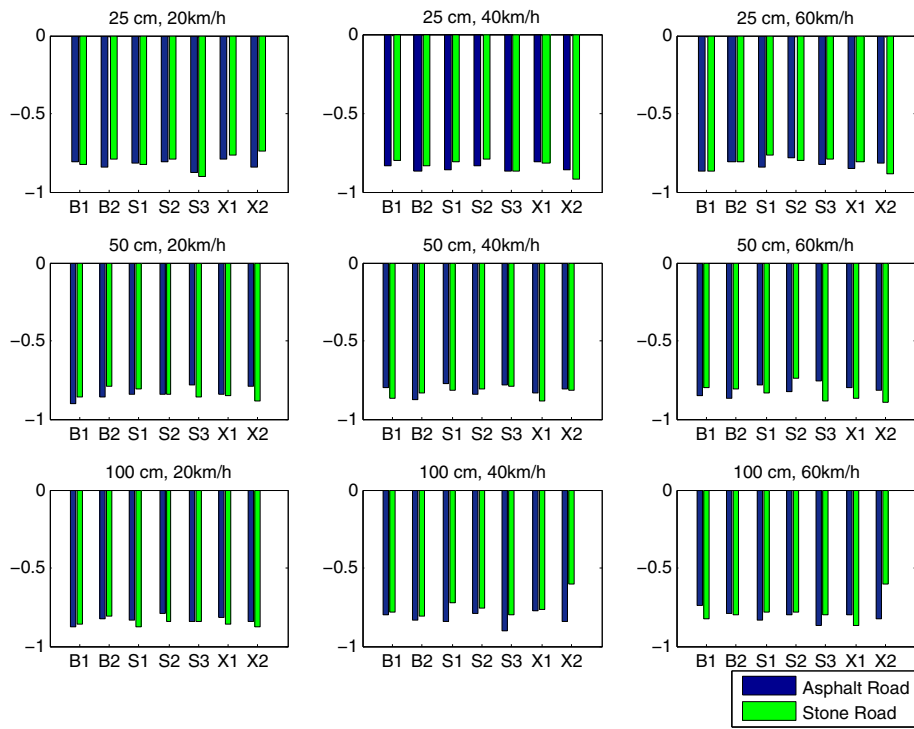 25 cm, 20km/h
25 cm, 40km/h
25 cm, 60km/h
0
−0.5
−1
B1 B2 S1 S2 S3 X1 X2
0
−0.5
−1
B1 B2 S1 S2 S3 X1 X2
0
−0.5
−1
B1 B2 S1 S2 S3 X1 X2
50 cm, 20km/h
50 cm, 40km/h
50 cm, 60km/h
0
−0.5
−1
B1 B2 S1 S2 S3 X1 X2
0
−0.5
−1
B1 B2 S1 S2 S3 X1 X2
0
−0.5
−1
B1 B2 S1 S2 S3 X1 X2
100 cm, 20km/h
100 cm, 40km/h
100 cm, 60km/h
0
−0.5
−1
B1 B2 S1 S2 S3 X1 X2
0
−0.5
−1
B1 B2 S1 S2 S3 X1 X2
0
−0.5
−1
B1 B2 S1 S2 S3 X1 X2
Asphalt Road
Stone Road